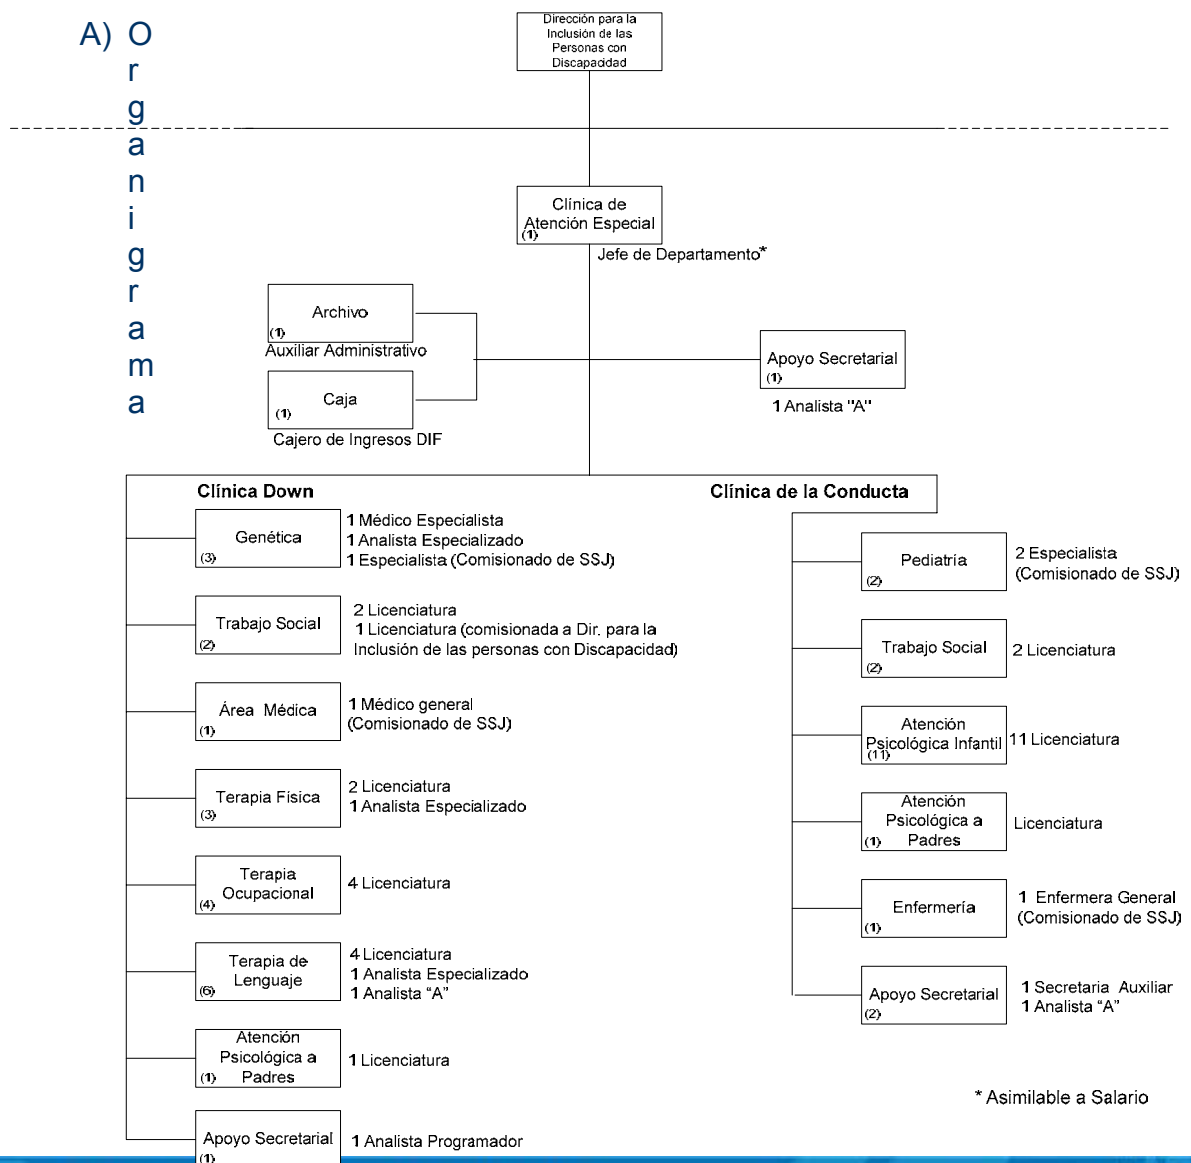 A) Organigrama
Dirección para la
Inclusión de las
Personas con
Discapacidad
Clínica de
Atención Especial
(1)
Jefe de Departamento*
Archivo
(1)
Auxiliar Administrativo
Caja
(1)
Cajero de Ingresos DIF
Apoyo Secretarial
(1)
1 Analista "A"
Clínica Down
Genética
(3)
1 Médico Especialista
1 Analista Especializado
1 Especialista (Comisionado de SSJ)
Trabajo Social
(2)
2 Licenciatura
1 Licenciatura (comisionada a Dir. para la
Inclusión de las personas con Discapacidad)
Área Médica
(1)
1 Médico general
(Comisionado de SSJ)
Terapia Física
(3)
2 Licenciatura
1 Analista Especializado
Terapia
Ocupacional
(4)
4 Licenciatura
Terapia de
Lenguaje
(6)
4 Licenciatura
1 Analista Especializado
1 Analista “A”
Atención
Psicológica a
Padres
(1)
1 Licenciatura
Apoyo Secretarial
(1)
1 Analista Programador
Clínica de la Conducta
Pediatría
(2)
2 Especialista
(Comisionado de SSJ)
Trabajo Social
(2)
2 Licenciatura
Atención
Psicológica Infantil
(11)
11 Licenciatura
Atención
Psicológica a
Padres
(1)
Licenciatura
Enfermería
(1)
1 Enfermera General
(Comisionado de SSJ)
Apoyo Secretarial
(2)
1 Secretaria Auxiliar
1 Analista “A”
* Asimilable a Salario